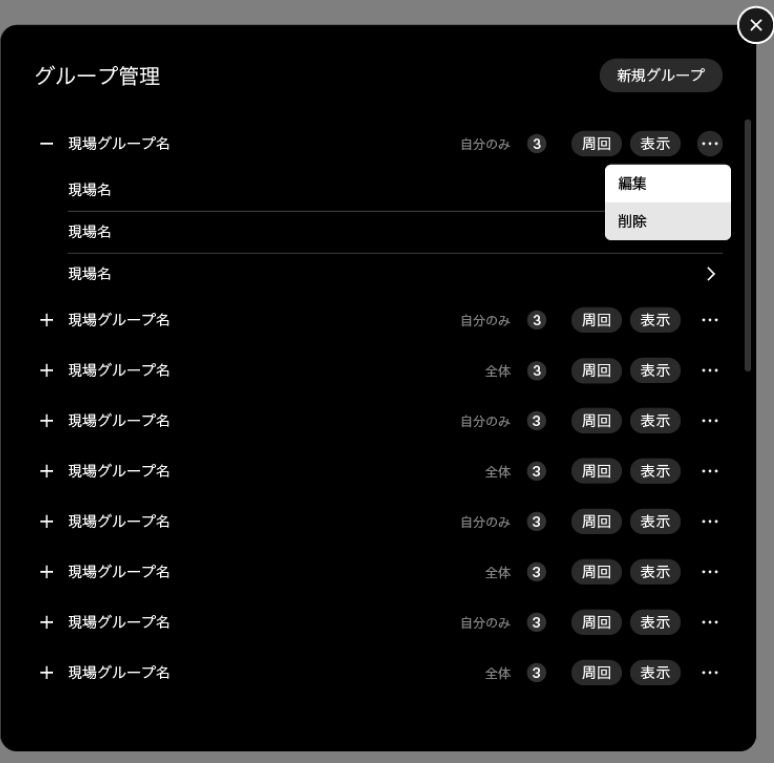 グループ管理 新規グループ
現場グループ名 自分のみ 3 周回 表示
編集
現場名
削除
現場名
現場名
現場グループ名 自分のみ 3 周回 表示
現場グループ名 全体 3 周回 表示
現場グループ名 自分のみ 3 周回 表示
現場グループ名 全体 3 周回 表示
現場グループ名 自分のみ 3 周回 表示
現場グループ名 全体 3 周回 表示
現場グループ名 自分のみ 3 周回 表示
現場グループ名 全体 3 周回 表示